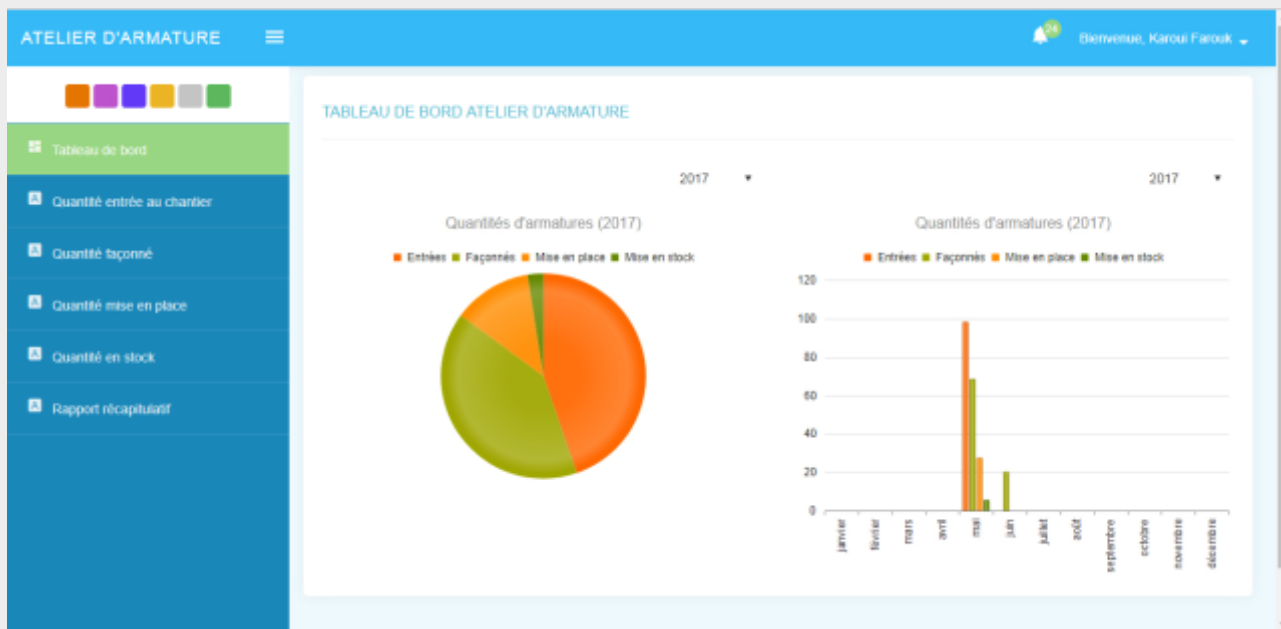 ATELIER D'ARMATURE
24
Bienvenue, Karoui Farouk
Tableau de bord
Quantité entrée au chantier
Quantité façonné
Quantité mise en place
Quantité en stock
Rapport récapitulatif
TABLEAU DE BORD ATELIER D'ARMATURE
2017
Quantités d'armatures (2017)
Entrées Façonnés Mise en place Mise en stock
2017
Quantités d'armatures (2017)
Entrées Façonnés Mise en place Mise en stock
120
100
80
60
40
20
0
janvier
février
mars
avril
mai
juin
juillet
août
septembre
octobre
novembre
décembre